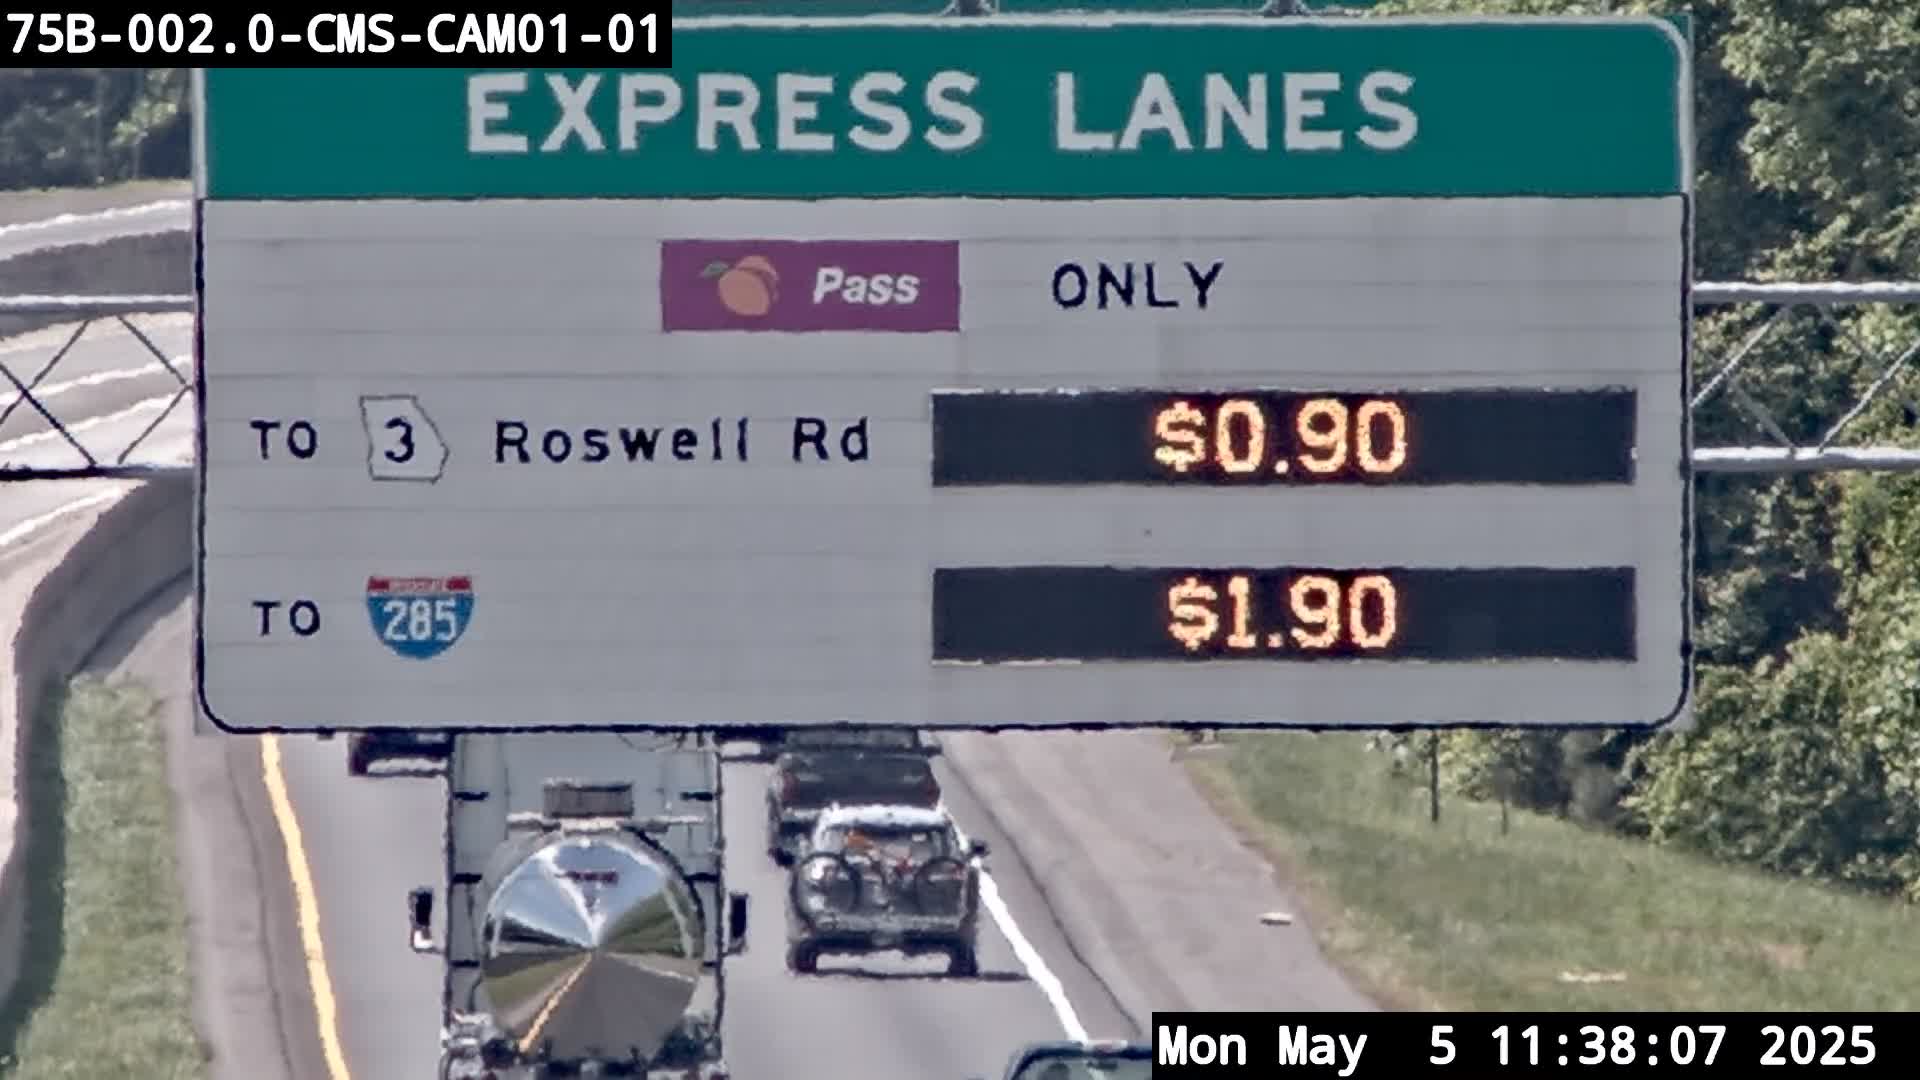 75B-002.0-CMS-CAM01-01
EXPRESS LANES
Pass ONLY
TO 3 Roswell Rd $0.90
TO 285 $1.90
Mon May 5 11:38:07 2025